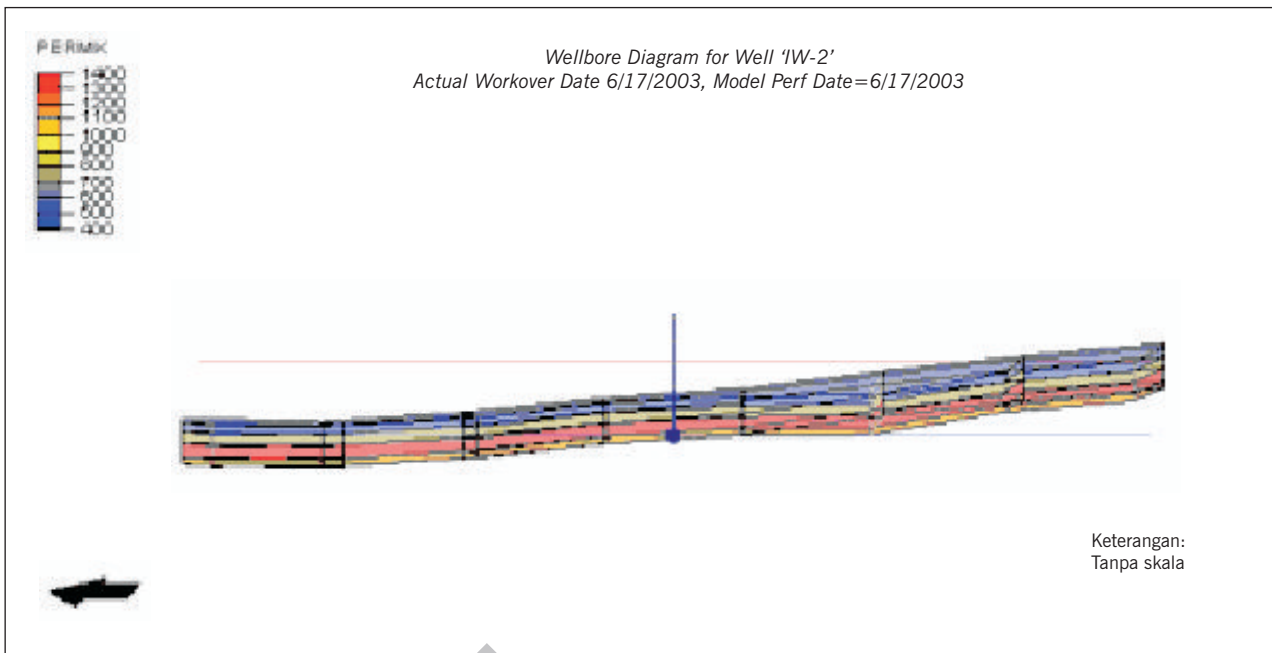 PERMX
1400
1300
1200
1100
1000
900
800
700
600
500
400
Wellbore Diagram for Well 'IW-2'
Actual Workover Date 6/17/2003, Model Perf Date=6/17/2003
Keterangan:
Tanpa skala